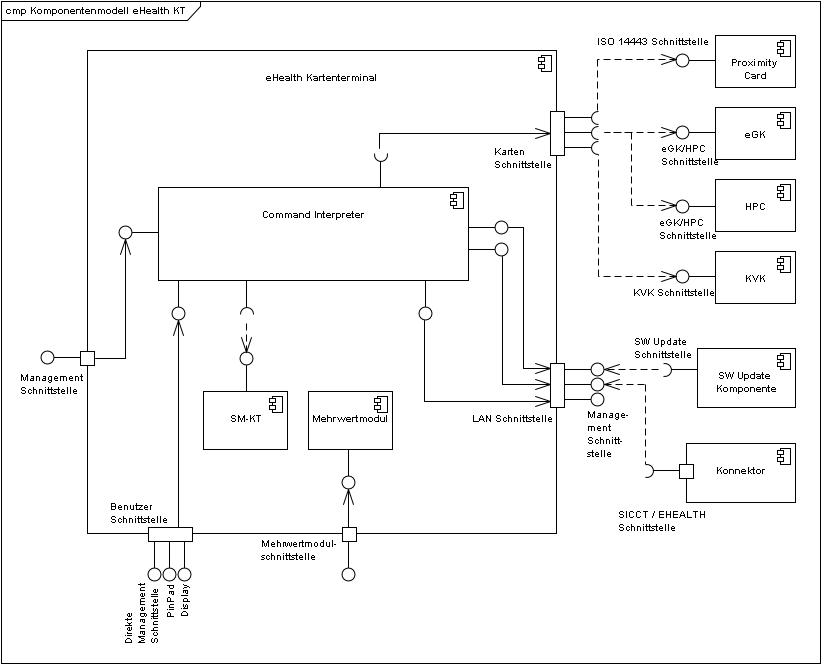 cmp Komponentenmodell eHealth KT
ISO 14443 Schnittstelle
Proximity
Card
eHealth Kartenterminal
eGK
Karten
Schnittstelle
eGK/HPC
Schnittstelle
HPC
Command Interpreter
eGK/HPC
Schnittstelle
KVK
KVK Schnittstelle
SW Update
Schnittstelle
SW Update
Komponente
Management
Schnittstelle
SM-KT
Mehrwertmodul
LAN Schnittstelle
Manage-
ment
Schnitt-
stelle
Konnektor
SICCT / EHEALTH
Schnittstelle
Benutzer
Schnittstelle
Mehrwertmodul-
schnittstelle
Direkte
Management
Schnittstelle
PinPad
Display